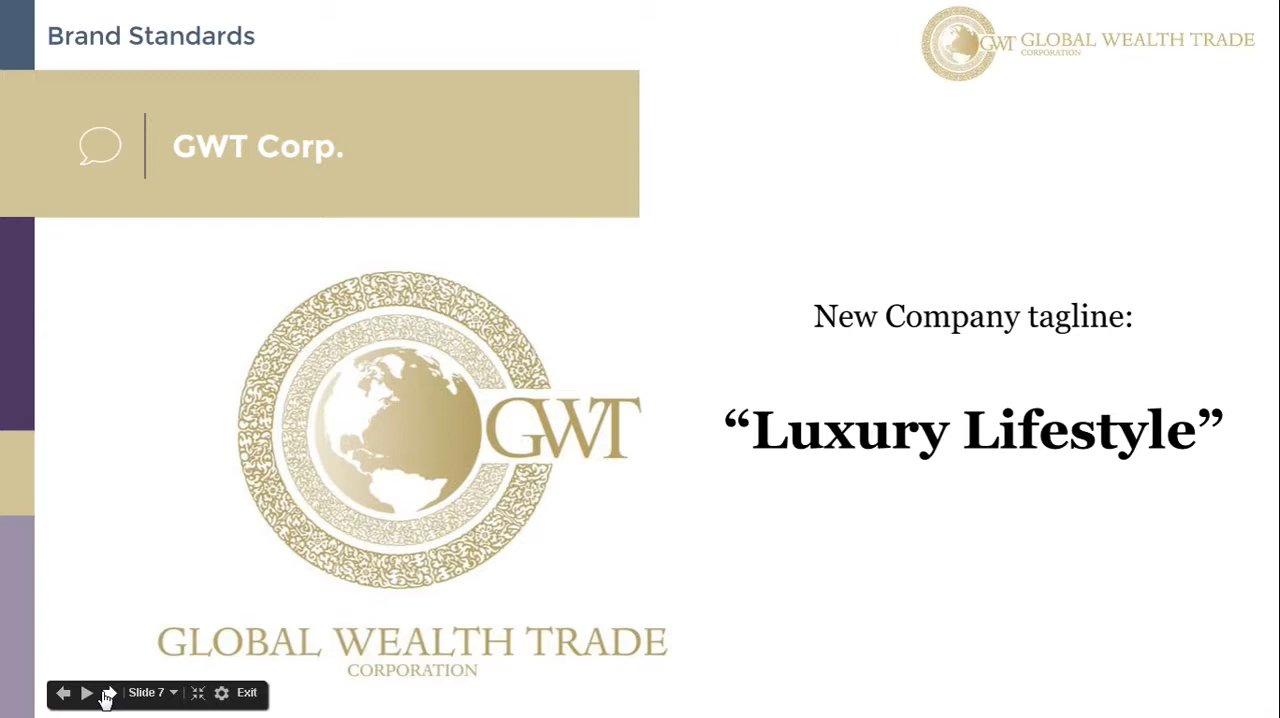 Brand Standards
GWT GLOBAL WEALTH TRADE
CORPORATION
GWT Corp.
GWT
GLOBAL WEALTH TRADE
CORPORATION
New Company tagline:
“Luxury Lifestyle”
Slide 7 Exit